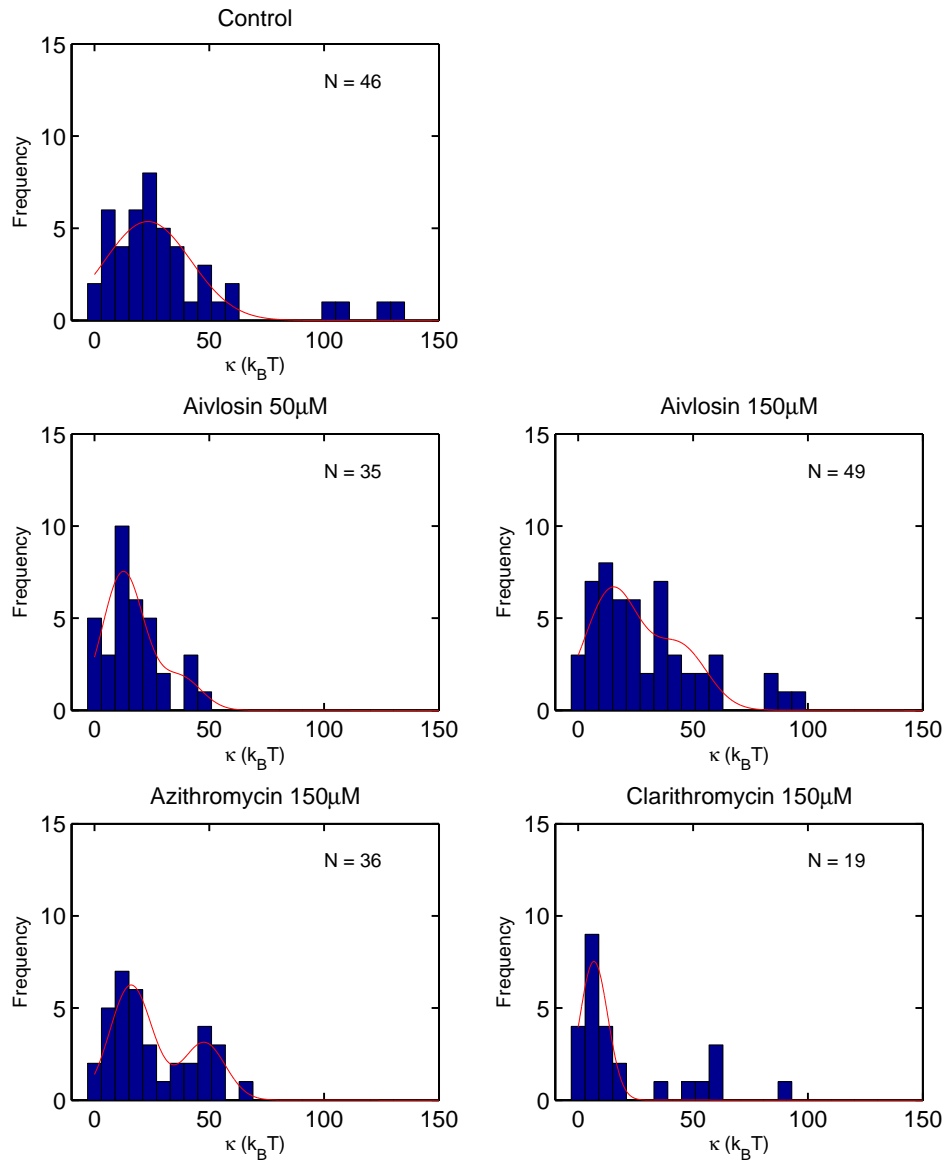 Control
15
10
5
0
Frequency
N = 46
0 50 100 150
κ (k_BT)
Aivlosin 50μM
15
10
5
0
Frequency
N = 35
0 50 100 150
κ (k_BT)
Aivlosin 150μM
15
10
5
0
Frequency
N = 49
0 50 100 150
κ (k_BT)
Azithromycin 150μM
15
10
5
0
Frequency
N = 36
0 50 100 150
κ (k_BT)
Clarithromycin 150μM
15
10
5
0
Frequency
N = 19
0 50 100 150
κ (k_BT)